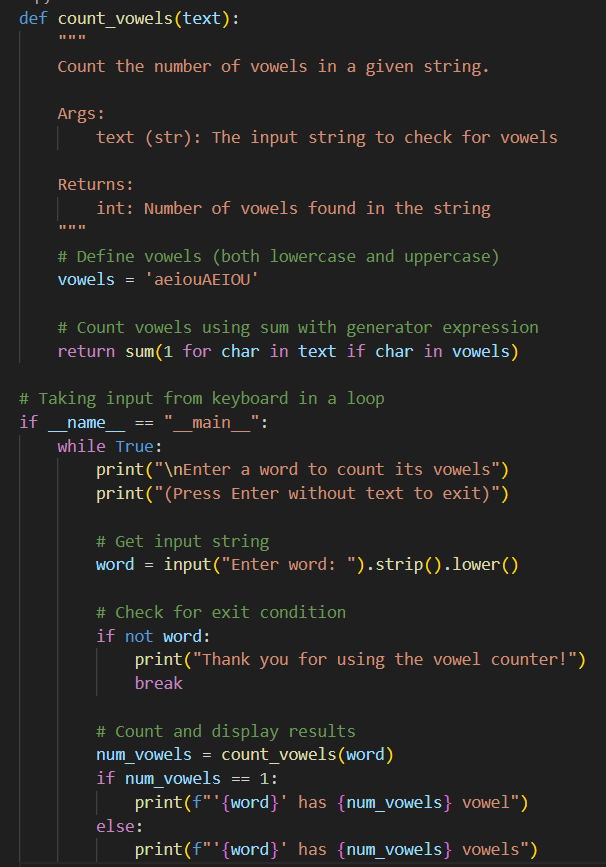 def count_vowels(text):
    """
    Count the number of vowels in a given string.

    Args:
        text (str): The input string to check for vowels

    Returns:
        int: Number of vowels found in the string
    """
    # Define vowels (both lowercase and uppercase)
    vowels = 'aeiouAEIOU'

    # Count vowels using sum with generator expression
    return sum(1 for char in text if char in vowels)

# Taking input from keyboard in a loop
if __name__ == "__main__":
    while True:
        print("\nEnter a word to count its vowels")
        print("(Press Enter without text to exit)")

        # Get input string
        word = input("Enter word: ").strip().lower()

        # Check for exit condition
        if not word:
            print("Thank you for using the vowel counter!")
            break

        # Count and display results
        num_vowels = count_vowels(word)
        if num_vowels == 1:
            print(f"'{word}' has {num_vowels} vowel")
        else:
            print(f"'{word}' has {num_vowels} vowels")